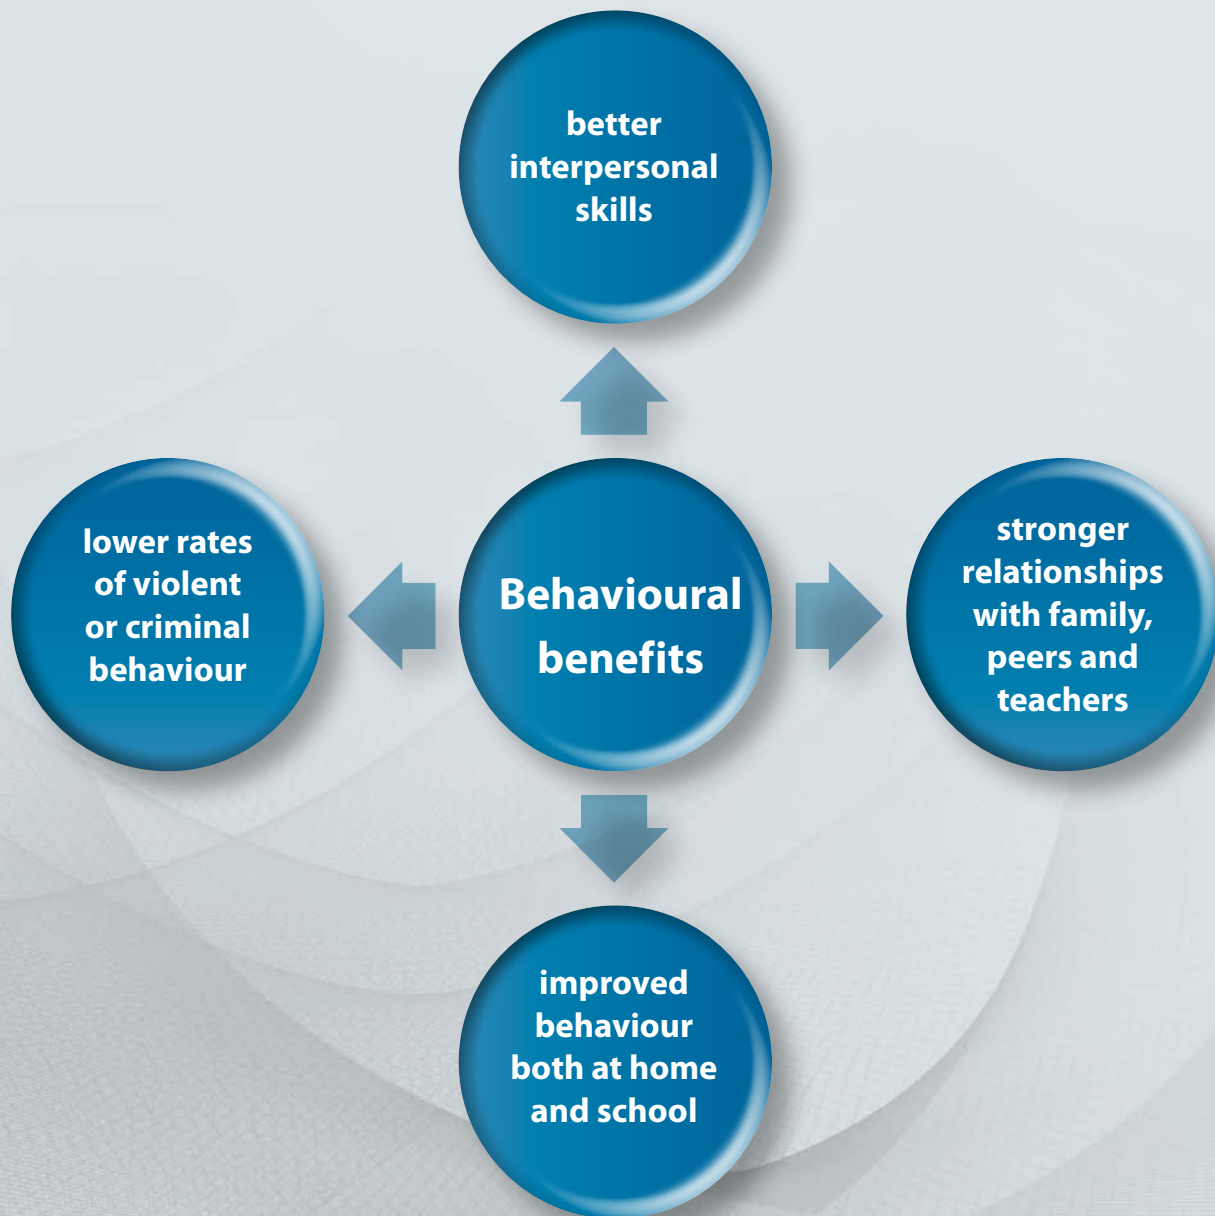 better
interpersonal
skills
lower rates
of violent
or criminal
behaviour
Behavioural
benefits
stronger
relationships
with family,
peers and
teachers
improved
behaviour
both at home
and school